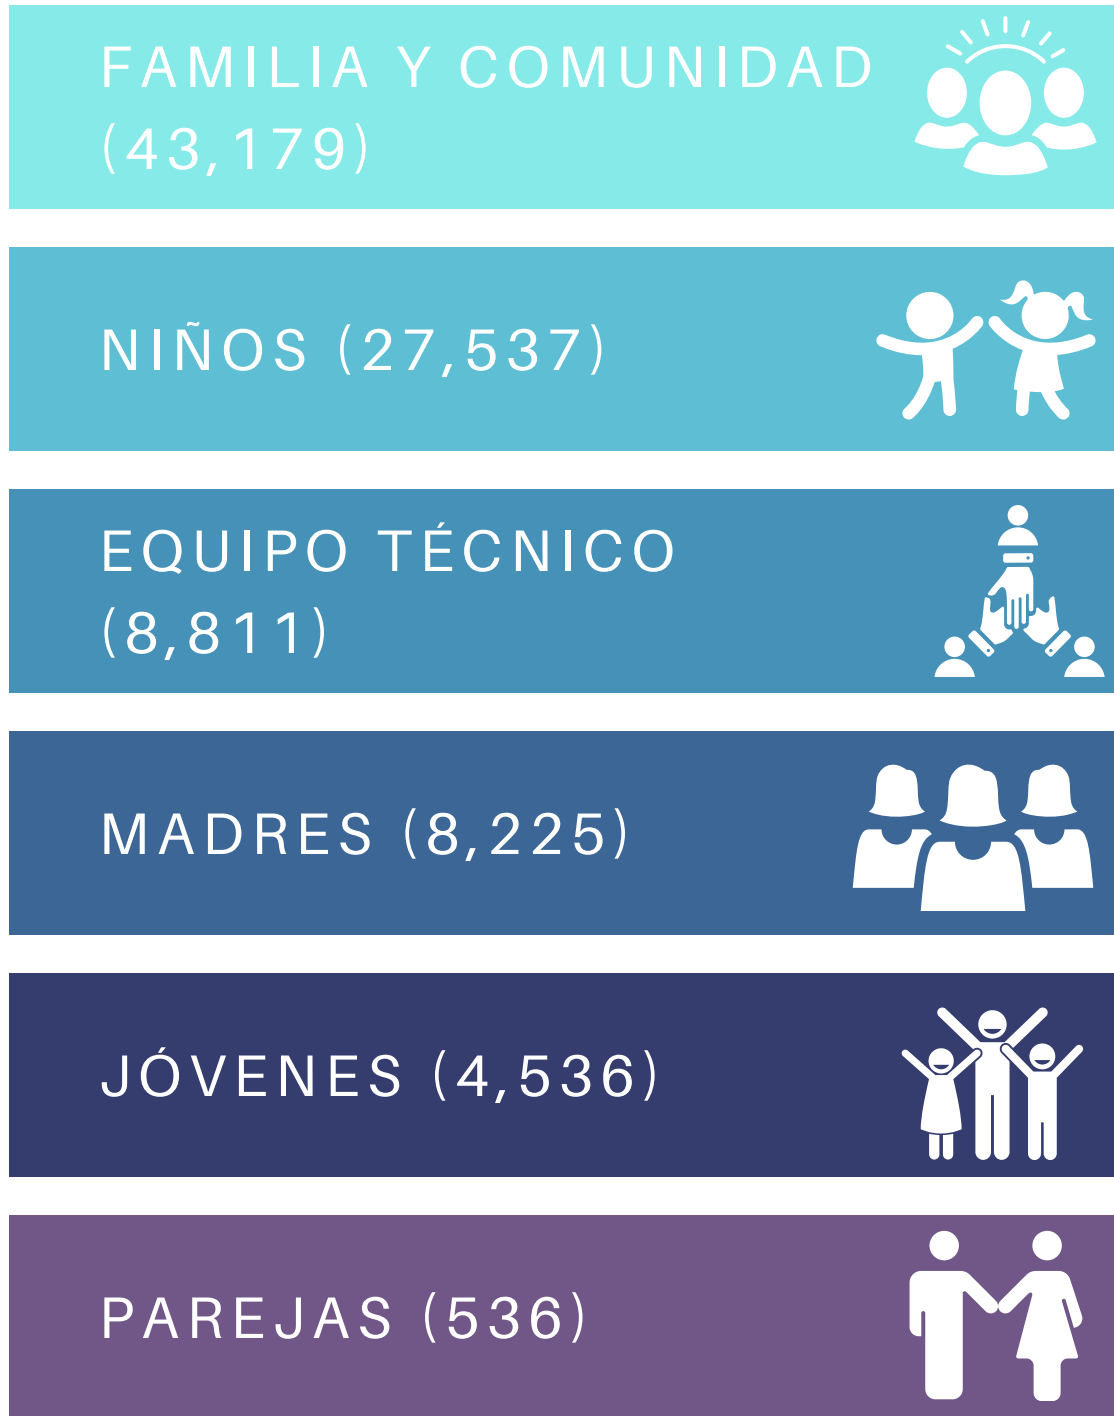 FAMILIA Y COMUNIDAD
(43,179)
NIÑOS (27,537)
EQUIPO TÉCNICO
(8,811)
MADRES (8,225)
JÓVENES (4,536)
PAREJAS (536)